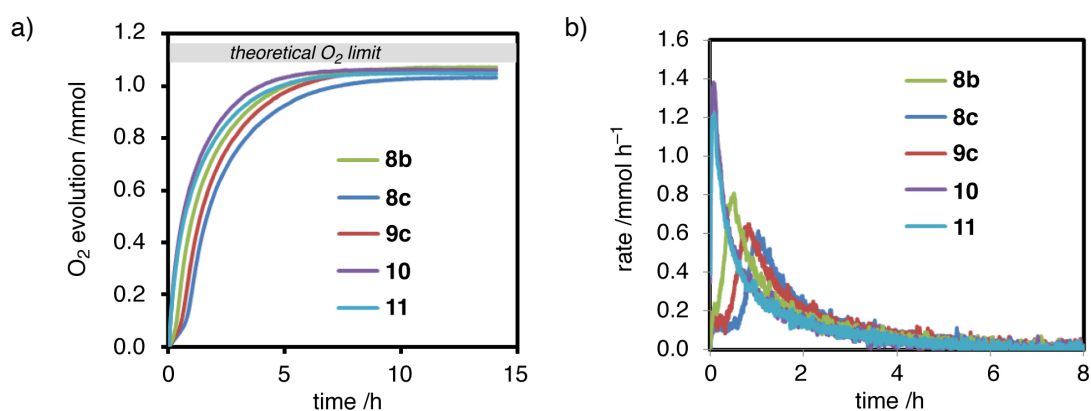 a)
1.2
1.0
0.8
0.6
0.4
0.2
0.0
O₂ evolution /mmol
theoretical O₂ limit
8b
8c
9c
10
11
0 5 10 15
time /h
b)
1.6
1.4
1.2
1.0
0.8
0.6
0.4
0.2
0.0
rate /mmol h⁻¹
8b
8c
9c
10
11
0 2 4 6 8
time /h